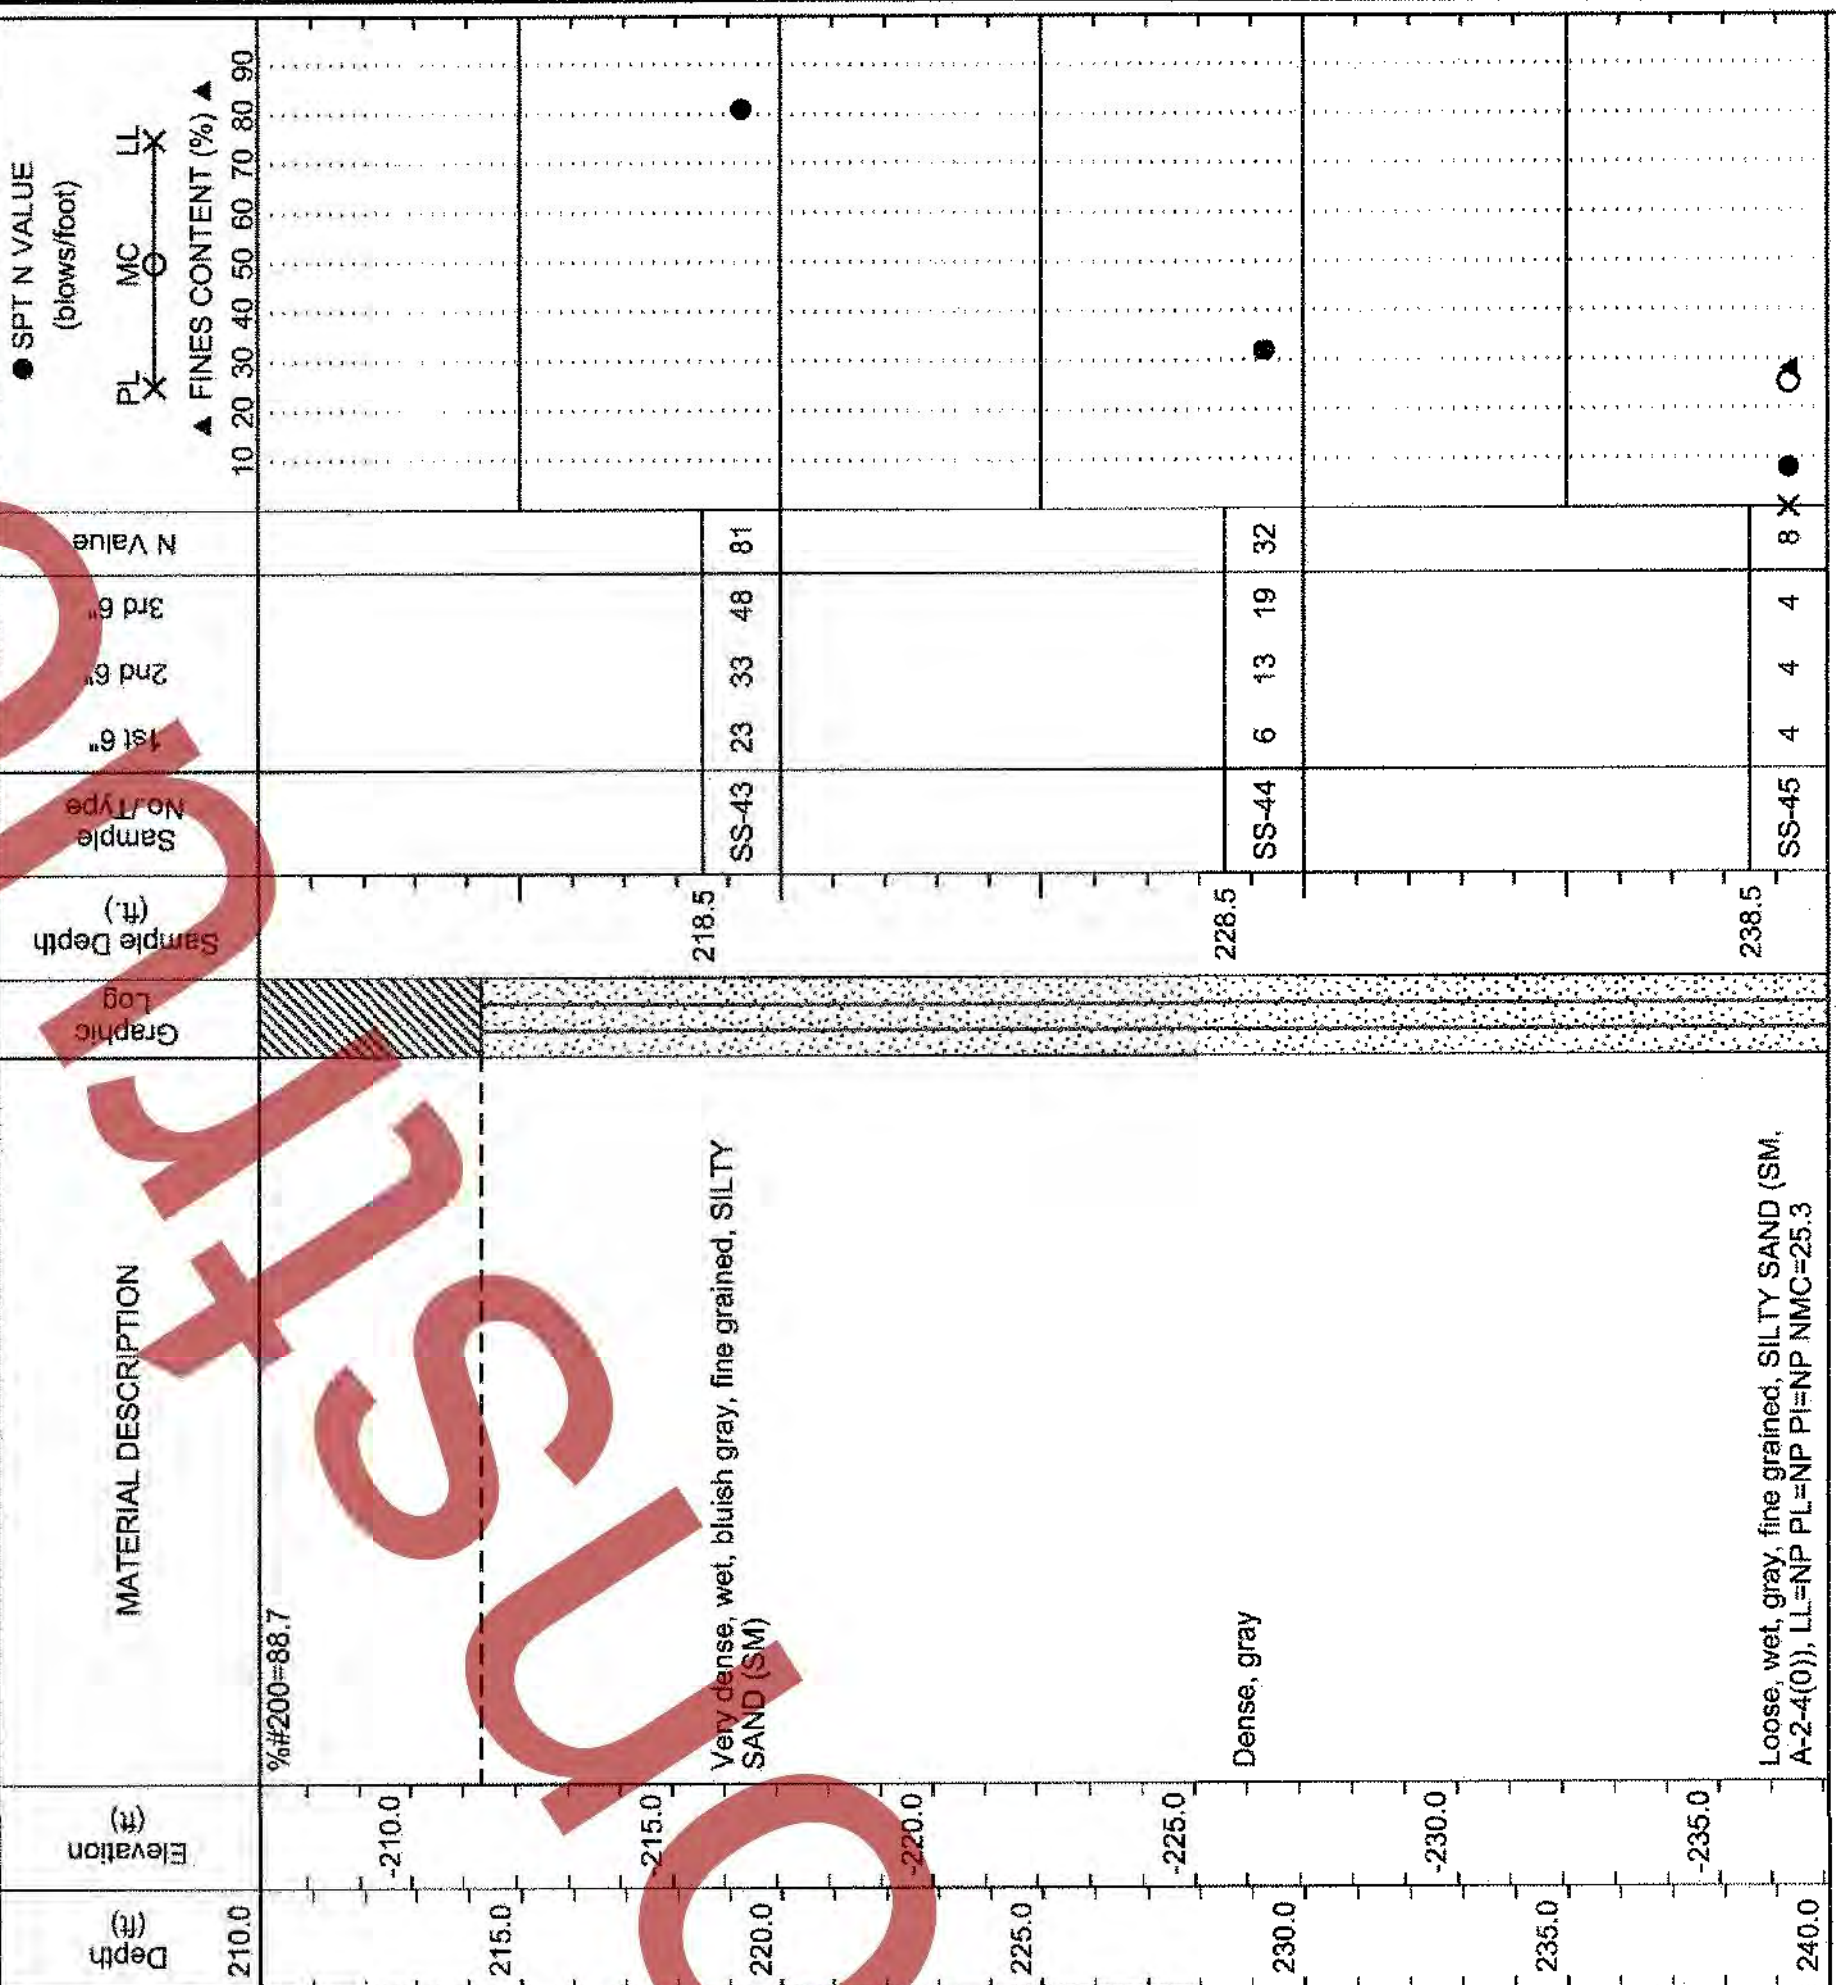 Depth
(ft)
Elevation
(ft)
MATERIAL DESCRIPTION
Graphic
Log
Sample Depth
(ft.)
Sample
No./Type
1st 6"
2nd 6"
3rd 6"
N Value
● SPT N VALUE
(blows/foot)
PL MC LL
▲ FINES CONTENT (%) ▲
10 20 30 40 50 60 70 80 90
210.0
%#200=88.7
-210.0
215.0
-215.0
Very dense, wet, bluish gray, fine grained, SILTY
SAND (SM)
218.5
SS-43 23 33 48 81
220.0
-220.0
225.0
-225.0
Dense, gray
228.5
SS-44 6 13 19 32
230.0
-230.0
235.0
-235.0
Loose, wet, gray, fine grained, SILTY SAND (SM,
A-2-4(0)), LL=NP PL=NP PI=NP NMC=25.3
238.5
SS-45 4 4 4 8
240.0